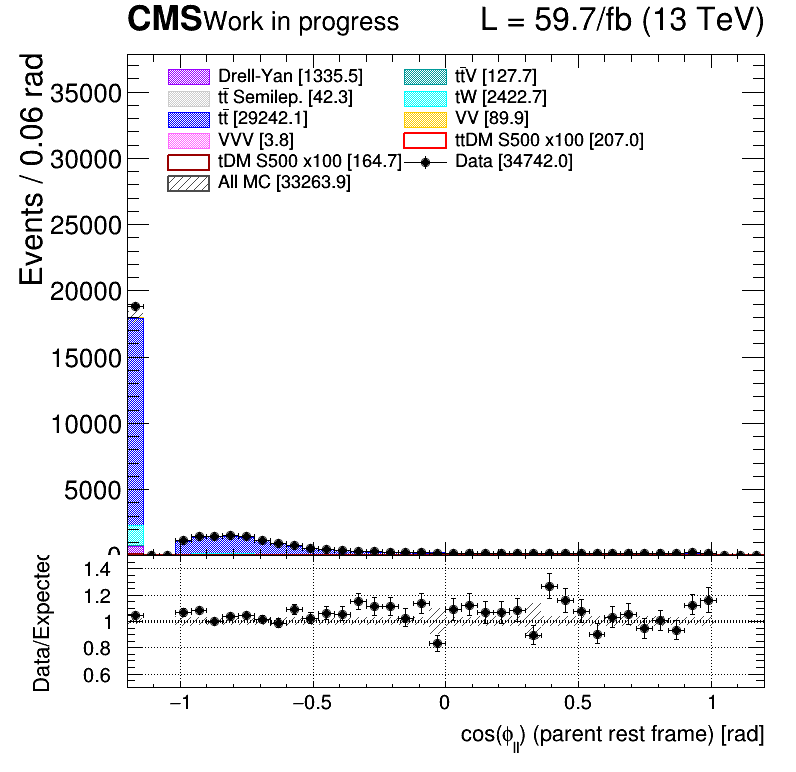 CMS Work in progress L = 59.7/fb (13 TeV)
Events / 0.06 rad
35000
30000
25000
20000
15000
10000
5000
0
Drell-Yan [1335.5]
tt̄ Semilep. [42.3]
tt̄ [29242.1]
VVV [3.8]
tDM S500 x100 [164.7]
All MC [33263.9]
tt̄V [127.7]
tW [2422.7]
VV [89.9]
ttDM S500 x100 [207.0]
Data [34742.0]
Data/Expected
1.4
1.2
1
0.8
0.6
−1 −0.5 0 0.5 1
cos(ϕ_ll) (parent rest frame) [rad]